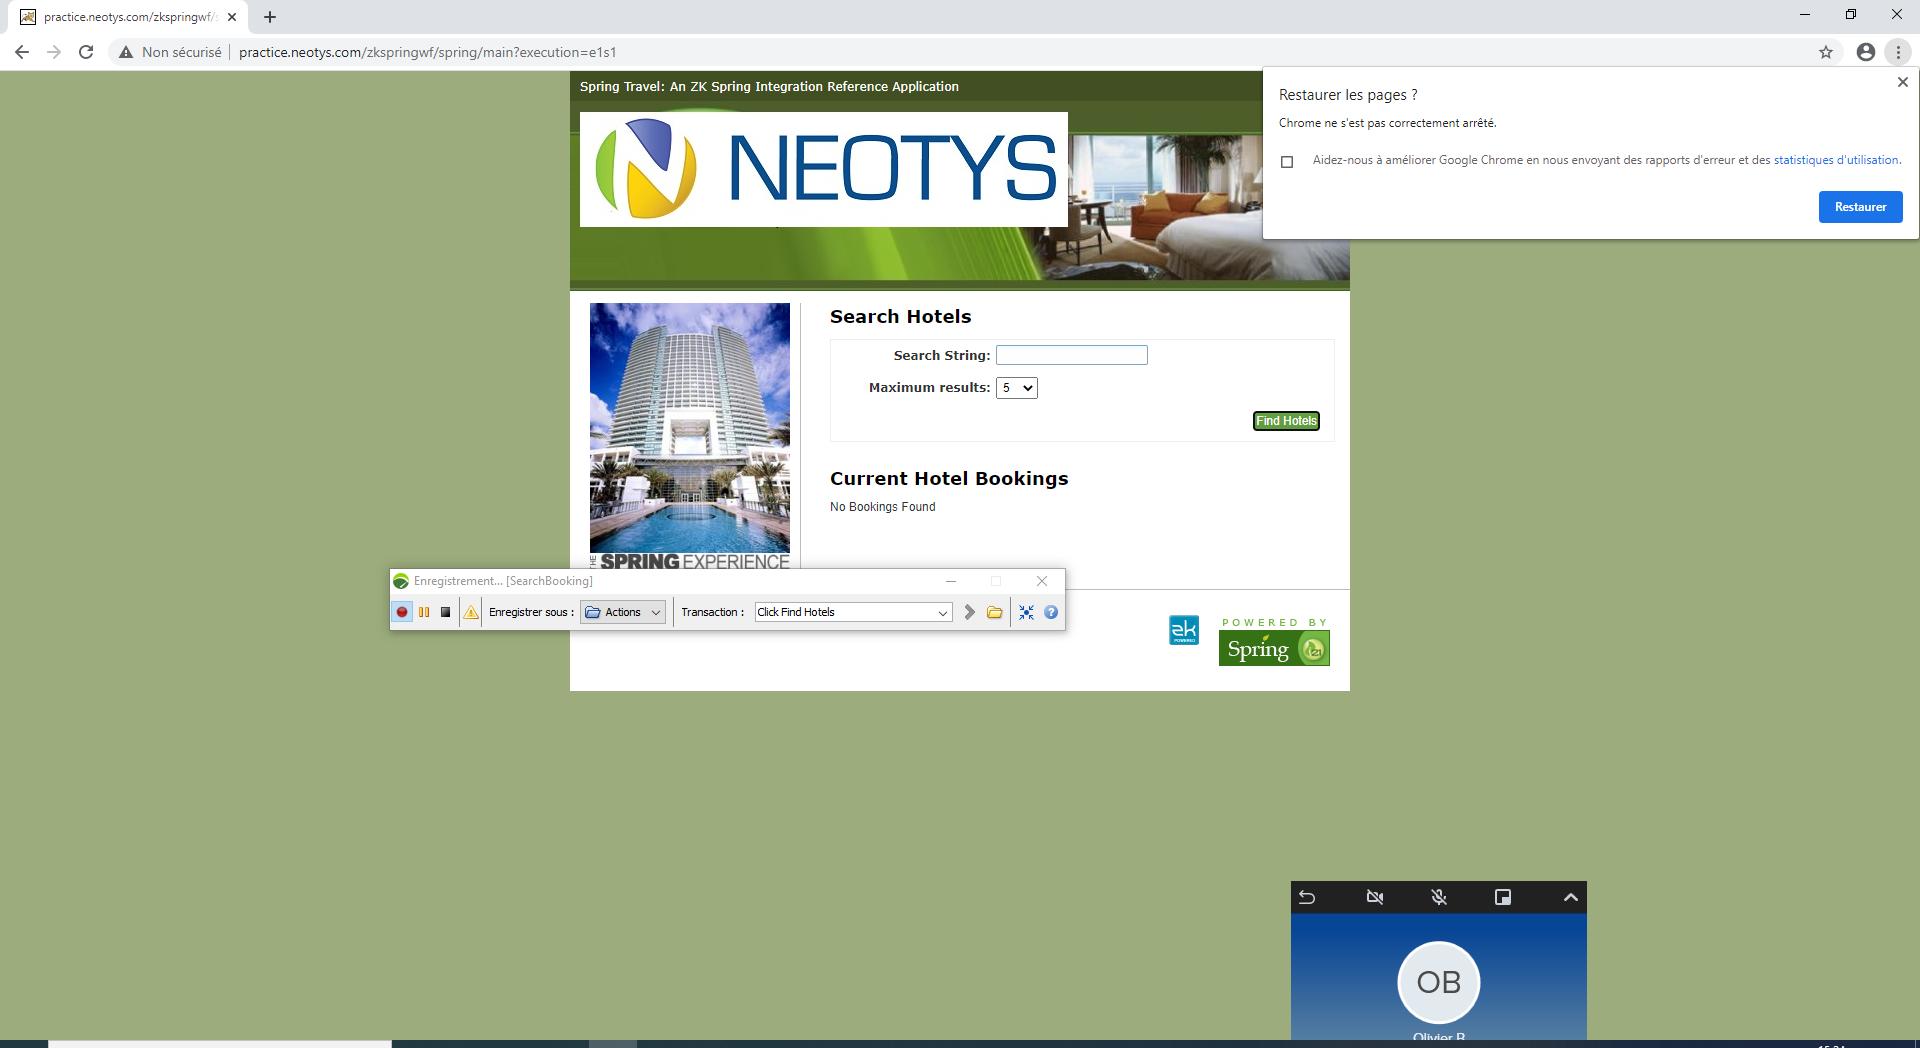 practice.neotys.com/zkspringwf/
Non sécurisé practice.neotys.com/zkspringwf/spring/main?execution=e1s1
Spring Travel: An ZK Spring Integration Reference Application
NEOTYS
Restaurer les pages ?
Chrome ne s'est pas correctement arrêté.
Aidez-nous à améliorer Google Chrome en nous envoyant des rapports d'erreur et des statistiques d'utilisation.
Restaurer
Search Hotels
Search String:
Maximum results: 5
Find Hotels
Current Hotel Bookings
No Bookings Found
THE SPRING EXPERIENCE
Enregistrement... [SearchBooking]
Enregistrer sous : Actions Transaction : Click Find Hotels
zk POWERED
POWERED BY
Spring
OB
Olivier B